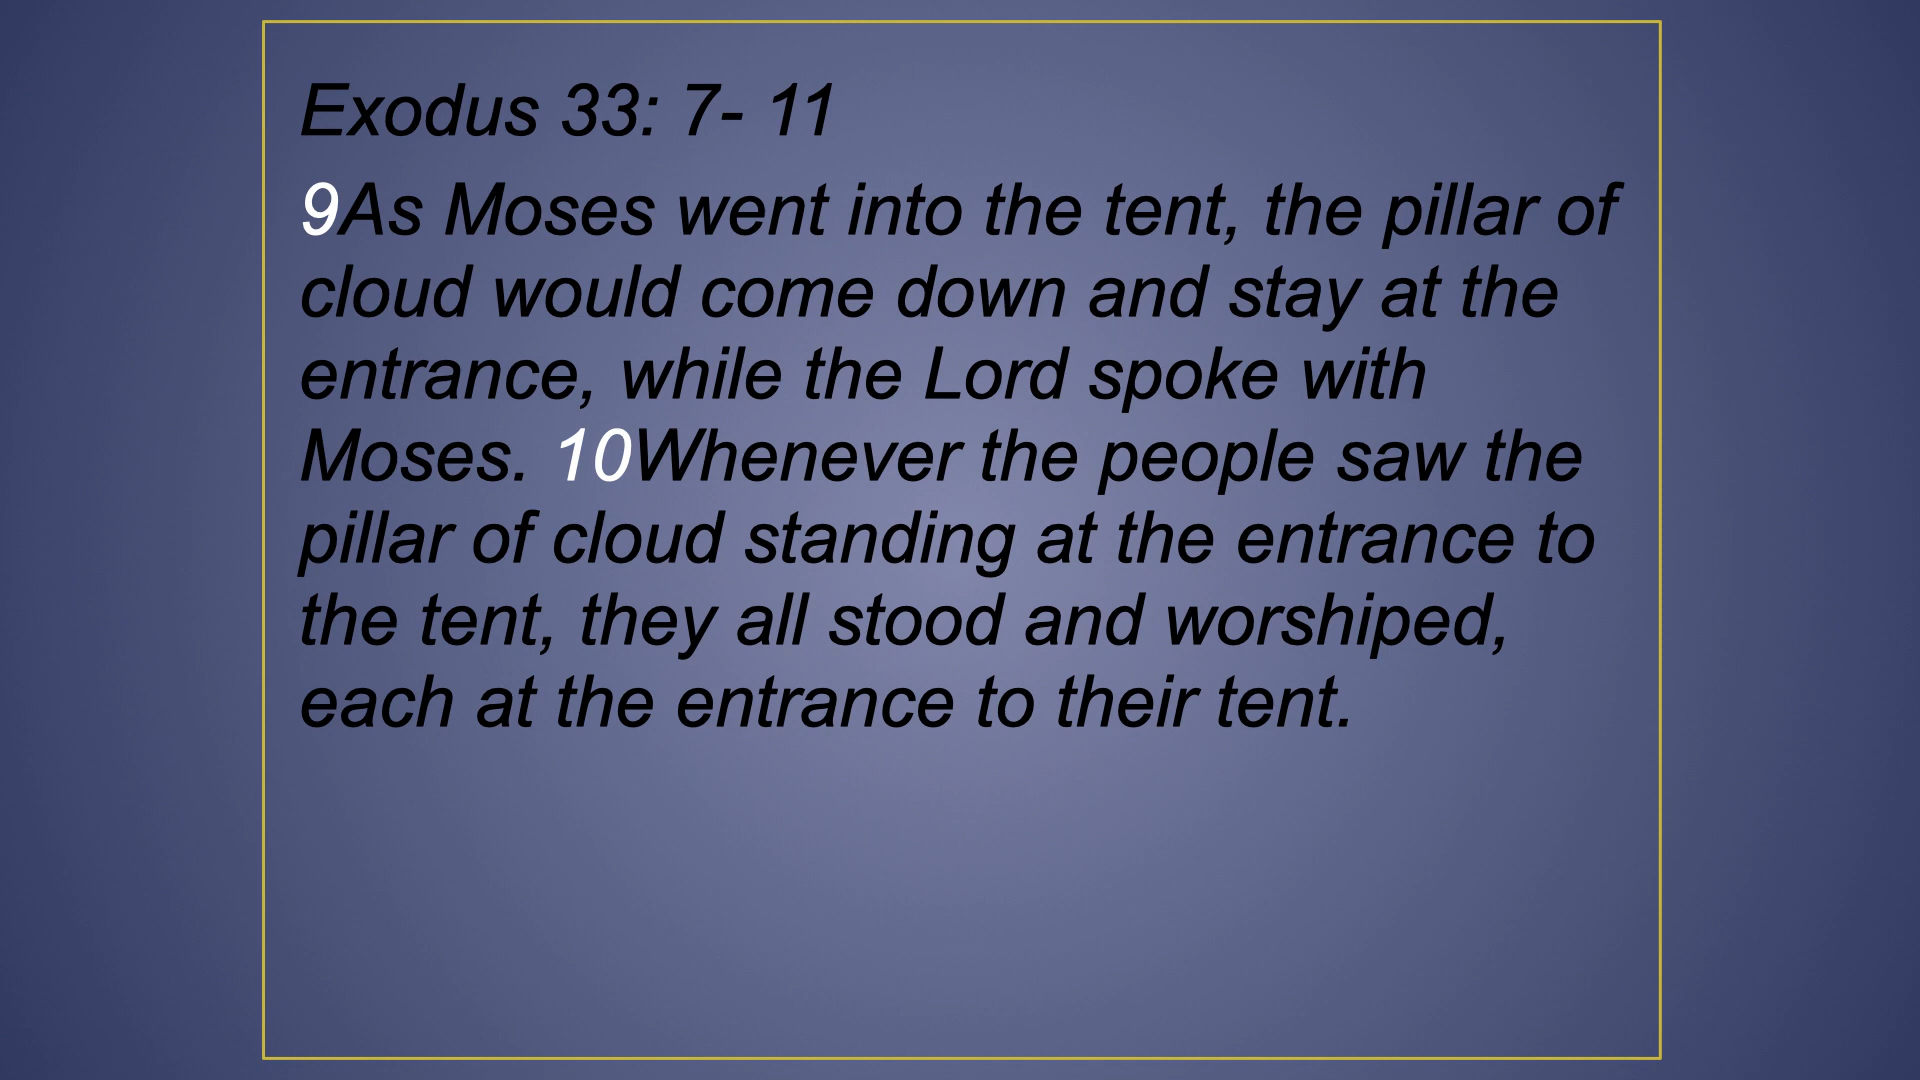 Exodus 33: 7- 11
9As Moses went into the tent, the pillar of
cloud would come down and stay at the
entrance, while the Lord spoke with
Moses. 10Whenever the people saw the
pillar of cloud standing at the entrance to
the tent, they all stood and worshiped,
each at the entrance to their tent.